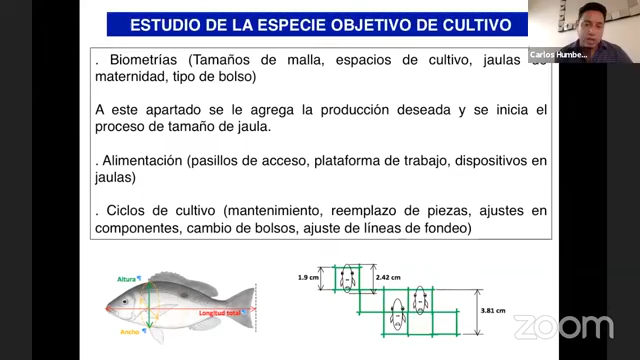 ESTUDIO DE LA ESPECIE OBJETIVO DE CULTIVO
. Biometrías (Tamaños de malla, espacios de cultivo, jaulas de
maternidad, tipo de bolso)
A este apartado se le agrega la producción deseada y se inicia el
proceso de tamaño de jaula.
. Alimentación (pasillos de acceso, plataforma de trabajo, dispositivos en
jaulas)
. Ciclos de cultivo (mantenimiento, reemplazo de piezas, ajustes en
componentes, cambio de bolsos, ajuste de líneas de fondeo)
Carlos Humbe...
Altura
Longitud total
Ancho
1.9 cm
2.42 cm
3.81 cm
zoom